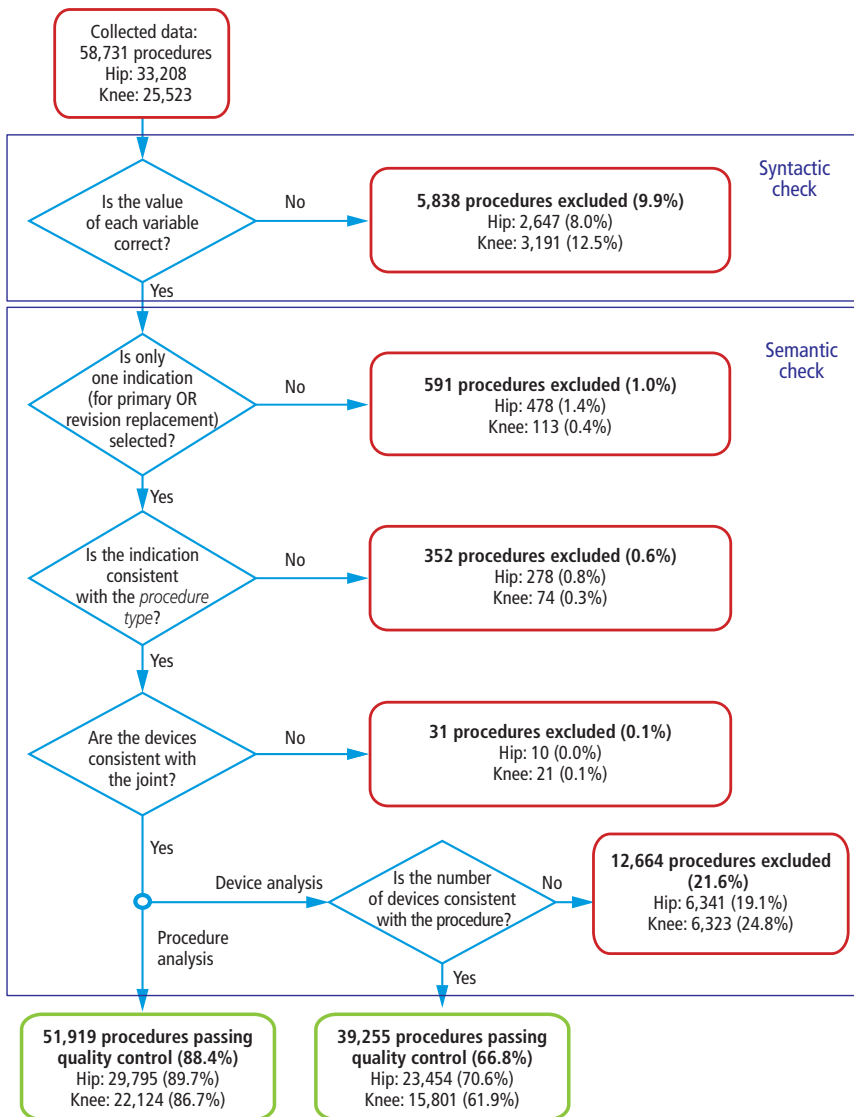 Collected data:
58,731 procedures
Hip: 33,208
Knee: 25,523
Syntactic
check
Is the value
of each variable
correct?
No
5,838 procedures excluded (9.9%)
Hip: 2,647 (8.0%)
Knee: 3,191 (12.5%)
Yes
Semantic
check
Is only
one indication
(for primary OR
revision replacement)
selected?
No
591 procedures excluded (1.0%)
Hip: 478 (1.4%)
Knee: 113 (0.4%)
Yes
Is the indication
consistent
with the procedure
type?
No
352 procedures excluded (0.6%)
Hip: 278 (0.8%)
Knee: 74 (0.3%)
Yes
Are the devices
consistent with
the joint?
No
31 procedures excluded (0.1%)
Hip: 10 (0.0%)
Knee: 21 (0.1%)
Yes
Device analysis
Is the number
of devices consistent
with the procedure?
No
12,664 procedures excluded
(21.6%)
Hip: 6,341 (19.1%)
Knee: 6,323 (24.8%)
Procedure
analysis
Yes
51,919 procedures passing
quality control (88.4%)
Hip: 29,795 (89.7%)
Knee: 22,124 (86.7%)
39,255 procedures passing
quality control (66.8%)
Hip: 23,454 (70.6%)
Knee: 15,801 (61.9%)